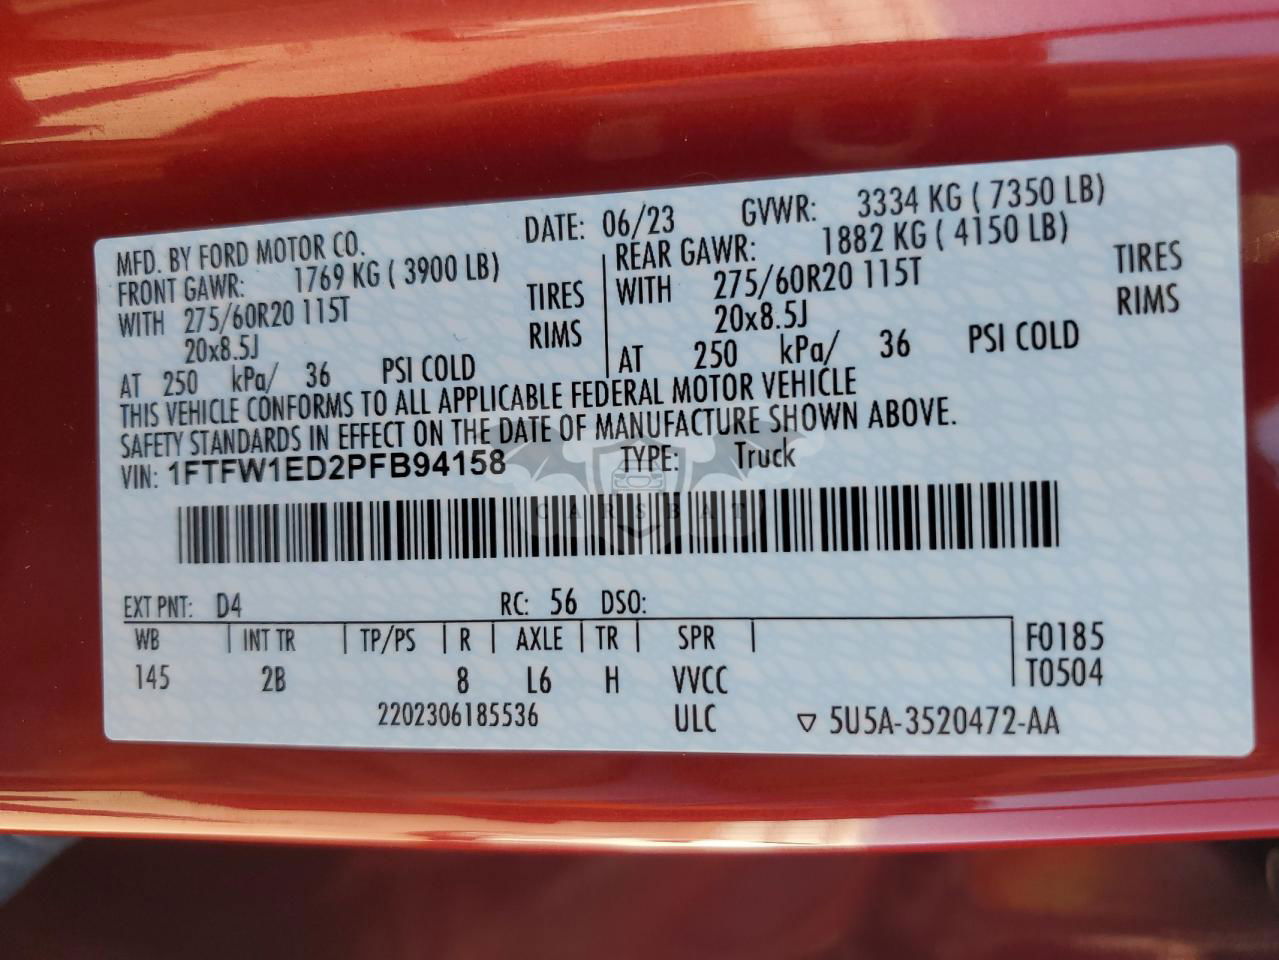 MFD. BY FORD MOTOR CO. DATE: 06/23 GVWR: 3334 KG ( 7350 LB)
FRONT GAWR: 1769 KG ( 3900 LB) REAR GAWR: 1882 KG ( 4150 LB)
WITH 275/60R20 115T TIRES WITH 275/60R20 115T TIRES
20x8.5J RIMS 20x8.5J RIMS
AT 250 kPa/ 36 PSI COLD AT 250 kPa/ 36 PSI COLD
THIS VEHICLE CONFORMS TO ALL APPLICABLE FEDERAL MOTOR VEHICLE
SAFETY STANDARDS IN EFFECT ON THE DATE OF MANUFACTURE SHOWN ABOVE.
VIN: 1FTFW1ED2PFB94158 TYPE: Truck
CARSBAT
EXT PNT: D4 RC: 56 DSO:
WB INT TR TP/PS R AXLE TR SPR F0185
145 2B 8 L6 H VVCC T0504
2202306185536 ULC ▽ 5U5A-3520472-AA